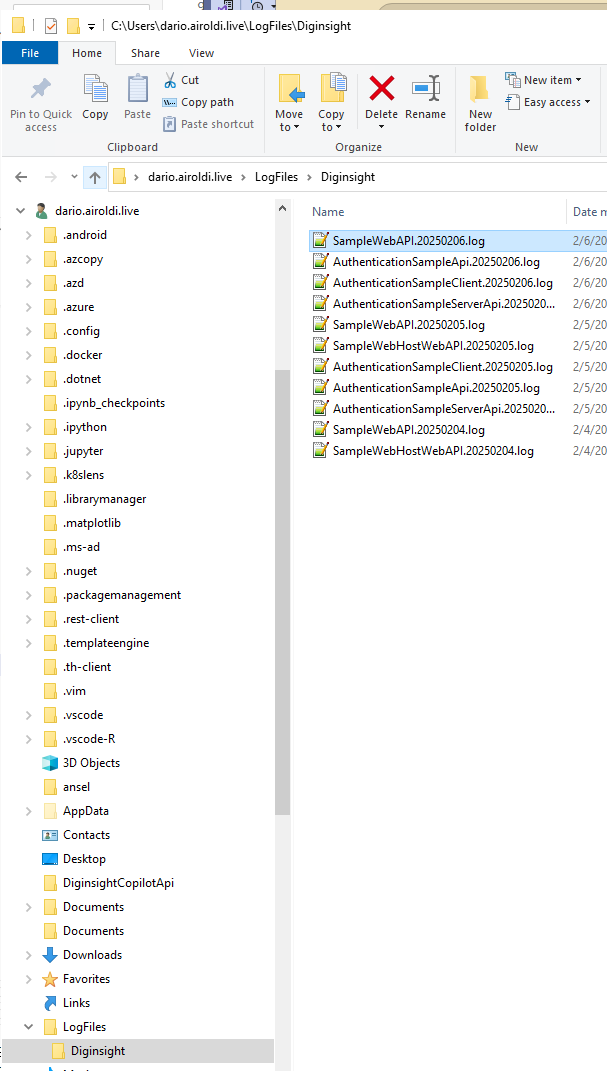 C:\Users\dario.airoldi.live\LogFiles\Diginsight
File Home Share View
Pin to Quick access
Copy
Paste
Cut
Copy path
Paste shortcut
Clipboard
Move to
Copy to
Delete
Rename
Organize
New folder
New item
Easy access
New
dario.airoldi.live > LogFiles > Diginsight
dario.airoldi.live
.android
.azcopy
.azd
.azure
.config
.docker
.dotnet
.ipynb_checkpoints
.ipython
.jupyter
.k8slens
.librarymanager
.matplotlib
.ms-ad
.nuget
.packagemanagement
.rest-client
.templateengine
.th-client
.vim
.vscode
.vscode-R
3D Objects
ansel
AppData
Contacts
Desktop
DiginsightCopilotApi
Documents
Documents
Downloads
Favorites
Links
LogFiles
Diginsight
Name Date m
SampleWebAPI.20250206.log 2/6/20
AuthenticationSampleApi.20250206.log 2/6/20
AuthenticationSampleClient.20250206.log 2/6/20
AuthenticationSampleServerApi.2025020... 2/6/20
SampleWebAPI.20250205.log 2/5/20
SampleWebHostWebAPI.20250205.log 2/5/20
AuthenticationSampleClient.20250205.log 2/5/20
AuthenticationSampleApi.20250205.log 2/5/20
AuthenticationSampleServerApi.2025020... 2/5/20
SampleWebAPI.20250204.log 2/4/20
SampleWebHostWebAPI.20250204.log 2/4/20